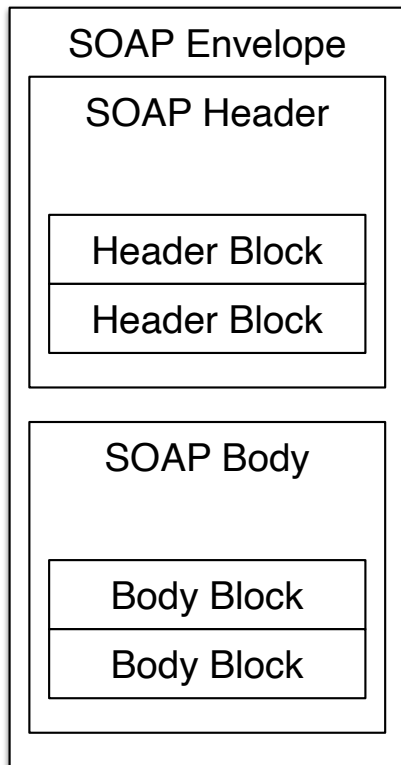 SOAP Envelope
SOAP Header
Header Block
Header Block
SOAP Body
Body Block
Body Block